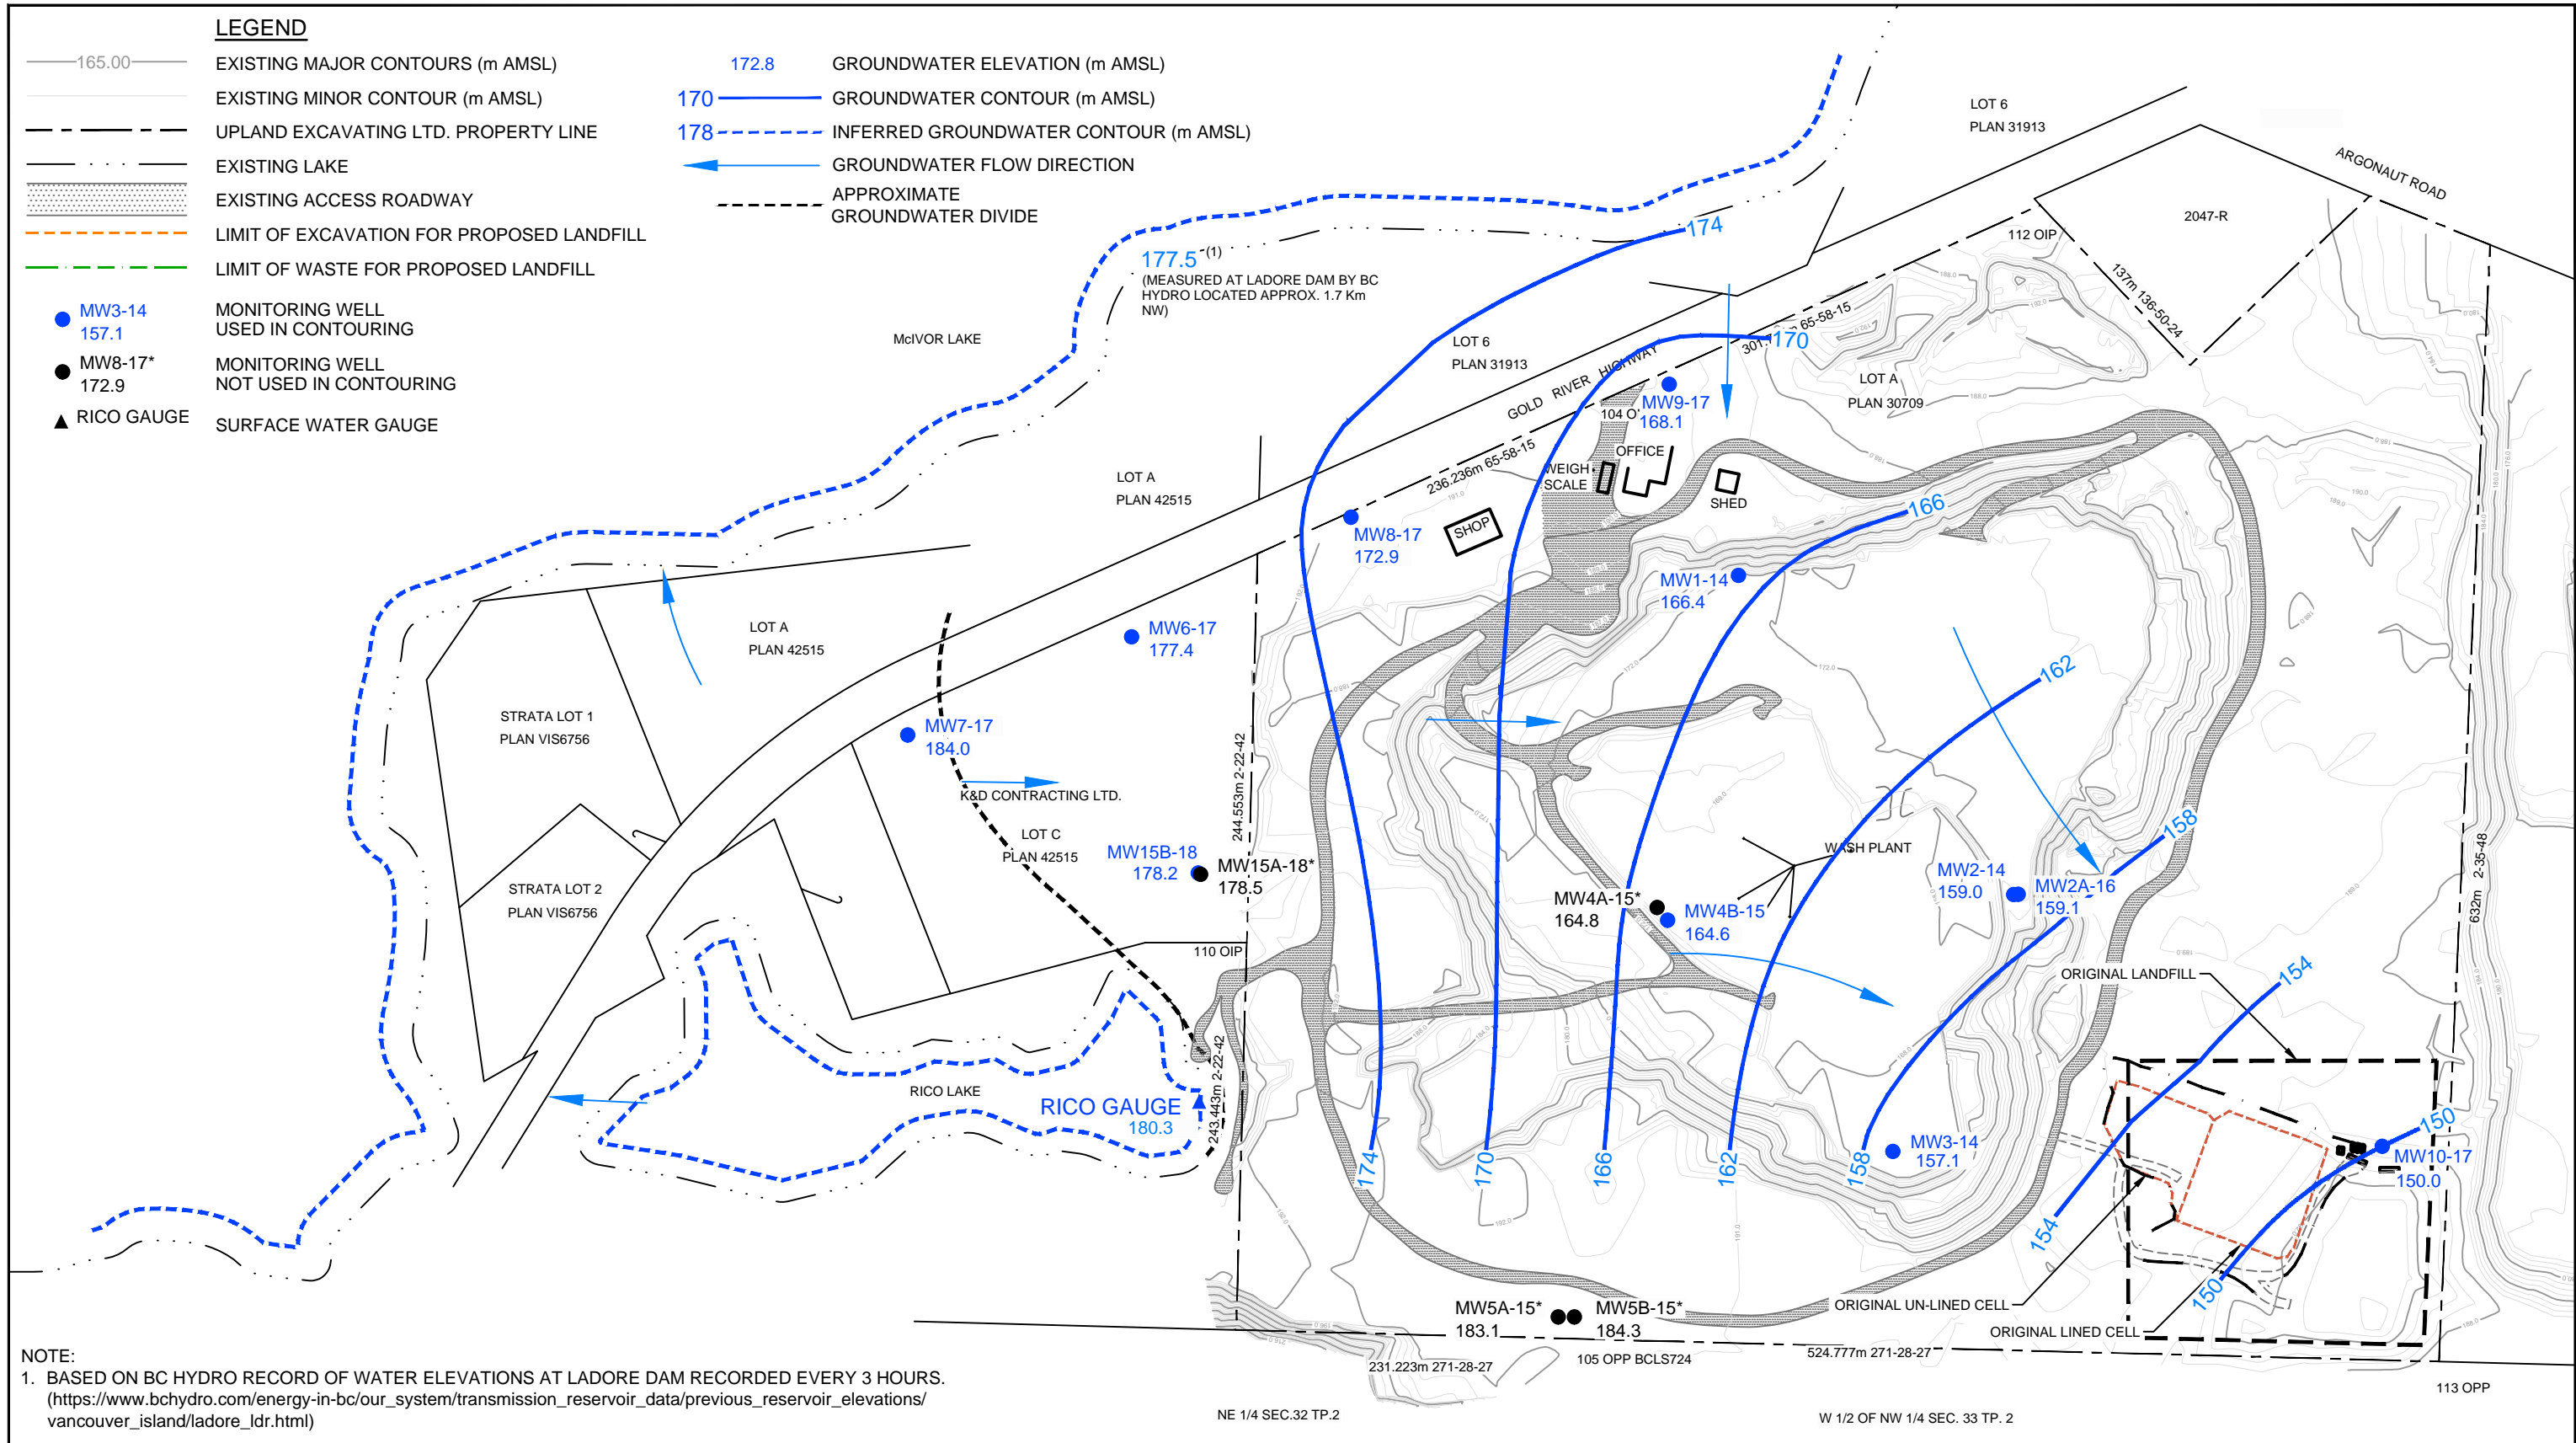 LEGEND
165.00
EXISTING MAJOR CONTOURS (m AMSL)
EXISTING MINOR CONTOUR (m AMSL)
UPLAND EXCAVATING LTD. PROPERTY LINE
EXISTING LAKE
EXISTING ACCESS ROADWAY
LIMIT OF EXCAVATION FOR PROPOSED LANDFILL
LIMIT OF WASTE FOR PROPOSED LANDFILL
MW3-14
157.1
MONITORING WELL
USED IN CONTOURING
MW8-17*
172.9
MONITORING WELL
NOT USED IN CONTOURING
RICO GAUGE
SURFACE WATER GAUGE
172.8
GROUNDWATER ELEVATION (m AMSL)
170
GROUNDWATER CONTOUR (m AMSL)
178
INFERRED GROUNDWATER CONTOUR (m AMSL)
GROUNDWATER FLOW DIRECTION
APPROXIMATE
GROUNDWATER DIVIDE
177.5 (1)
(MEASURED AT LADORE DAM BY BC
HYDRO LOCATED APPROX. 1.7 Km
NW)
McIVOR LAKE
LOT 6
PLAN 31913
ARGONAUT ROAD
2047-R
112 OIP
137m 136-50-24
174
LOT 6
PLAN 31913
GOLD RIVER HIGHWAY
301. 65-58-15
170
LOT A
PLAN 30709
MW9-17
168.1
104 O
OFFICE
WEIGH
SCALE
SHED
236.236m 65-58-15
SHOP
LOT A
PLAN 42515
MW8-17
172.9
166
MW1-14
166.4
LOT A
PLAN 42515
MW6-17
177.4
162
STRATA LOT 1
PLAN VIS6756
MW7-17
184.0
K&D CONTRACTING LTD.
LOT C
PLAN 42515
244.553m 2-22-42
158
WASH PLANT
632m 2-35-48
STRATA LOT 2
PLAN VIS6756
MW15B-18
178.2
MW15A-18*
178.5
MW4A-15*
164.8
MW4B-15
164.6
MW2-14
159.0
MW2A-16
159.1
110 OIP
ORIGINAL LANDFILL
154
RICO LAKE
RICO GAUGE
180.3
243.443m 2-22-42
174
170
166
162
158
MW3-14
157.1
150
MW10-17
150.0
154
150
MW5A-15*
183.1
MW5B-15*
184.3
ORIGINAL UN-LINED CELL
ORIGINAL LINED CELL
231.223m 271-28-27
105 OPP BCLS724
524.777m 271-28-27
113 OPP
NE 1/4 SEC.32 TP.2
W 1/2 OF NW 1/4 SEC. 33 TP. 2
NOTE:
1. BASED ON BC HYDRO RECORD OF WATER ELEVATIONS AT LADORE DAM RECORDED EVERY 3 HOURS.
(https://www.bchydro.com/energy-in-bc/our_system/transmission_reservoir_data/previous_reservoir_elevations/
vancouver_island/ladore_ldr.html)